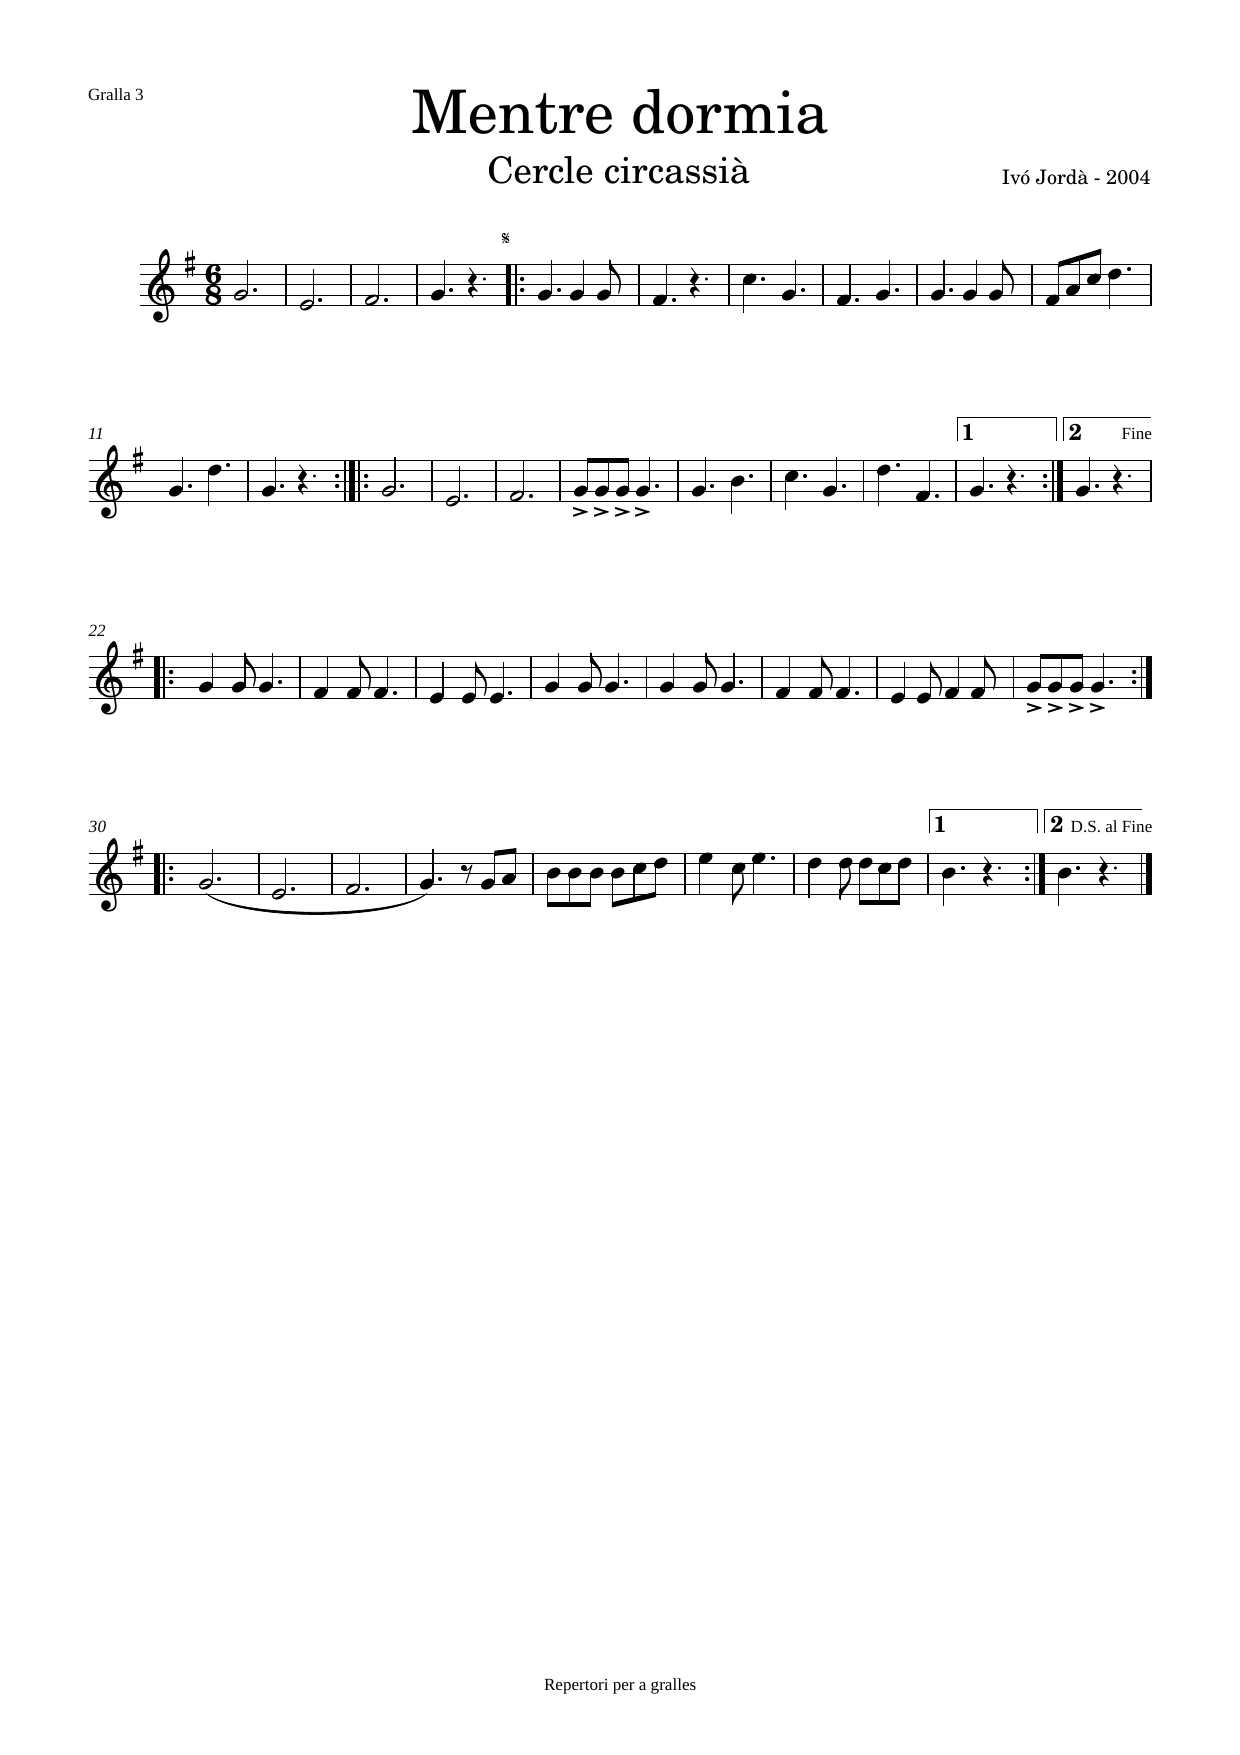 Gralla 3
Mentre dormia
Cercle circassià
Ivó Jordà - 2004
6
8
11
1
2
Fine
22
30
1
2
D.S. al Fine
Repertori per a gralles